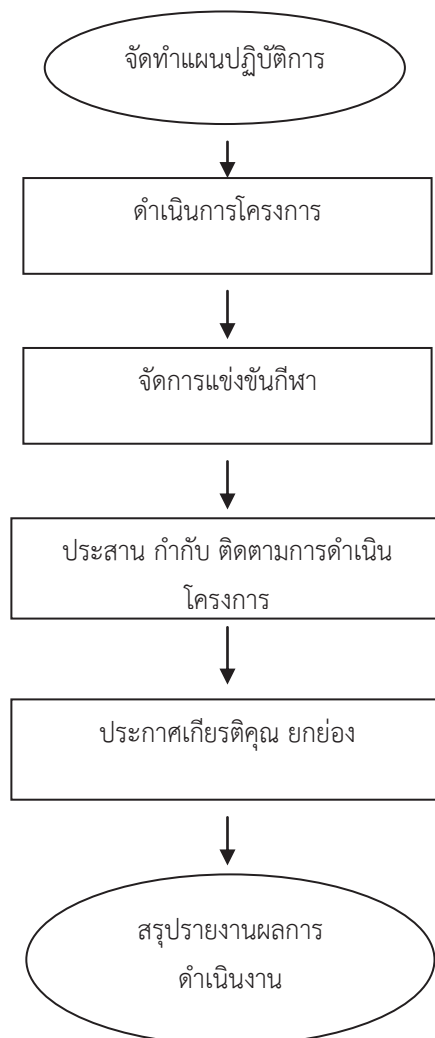 จัดทำแผนปฏิบัติการ
ดำเนินการโครงการ
จัดการแข่งขันกีฬา
ประสาน กำกับ ติดตามการดำเนิน
โครงการ
ประกาศเกียรติคุณ ยกย่อง
สรุปรายงานผลการ
ดำเนินงาน